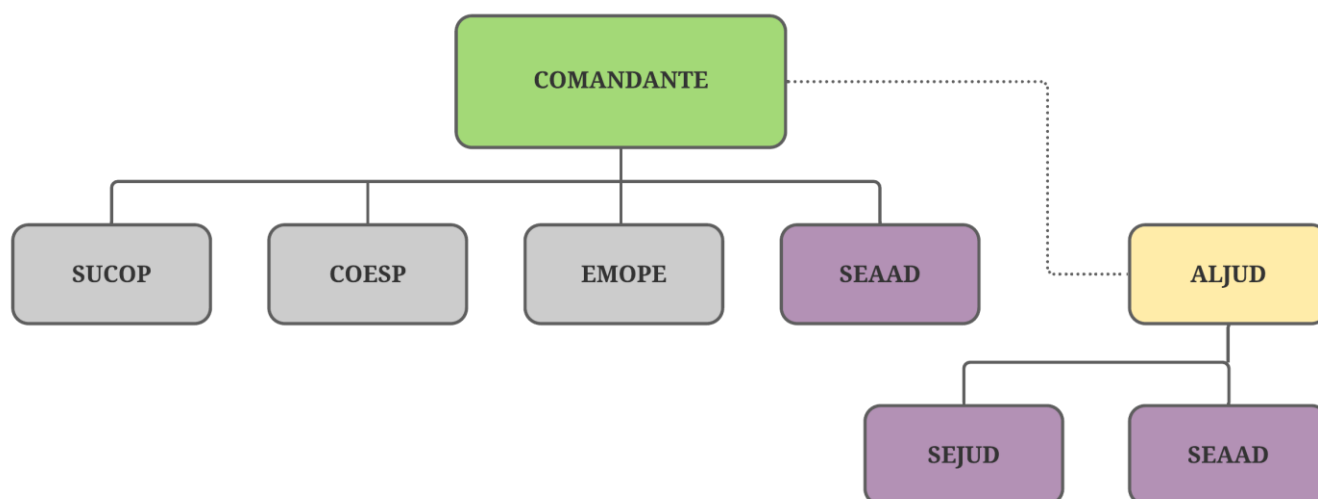 COMANDANTE
SUCOP
COESP
EMOPE
SEAAD
ALJUD
SEJUD
SEAAD